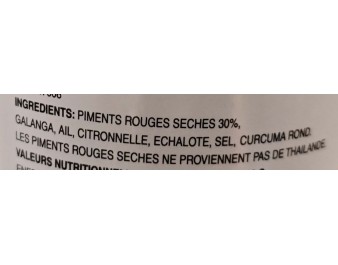 INGREDIENTS: PIMENTS ROUGES SECHES 30%,
GALANGA, AIL, CITRONNELLE, ECHALOTE, SEL, CURCUMA ROND.
LES PIMENTS ROUGES SECHES NE PROVIENNENT PAS DE THAILANDE.
VALEURS